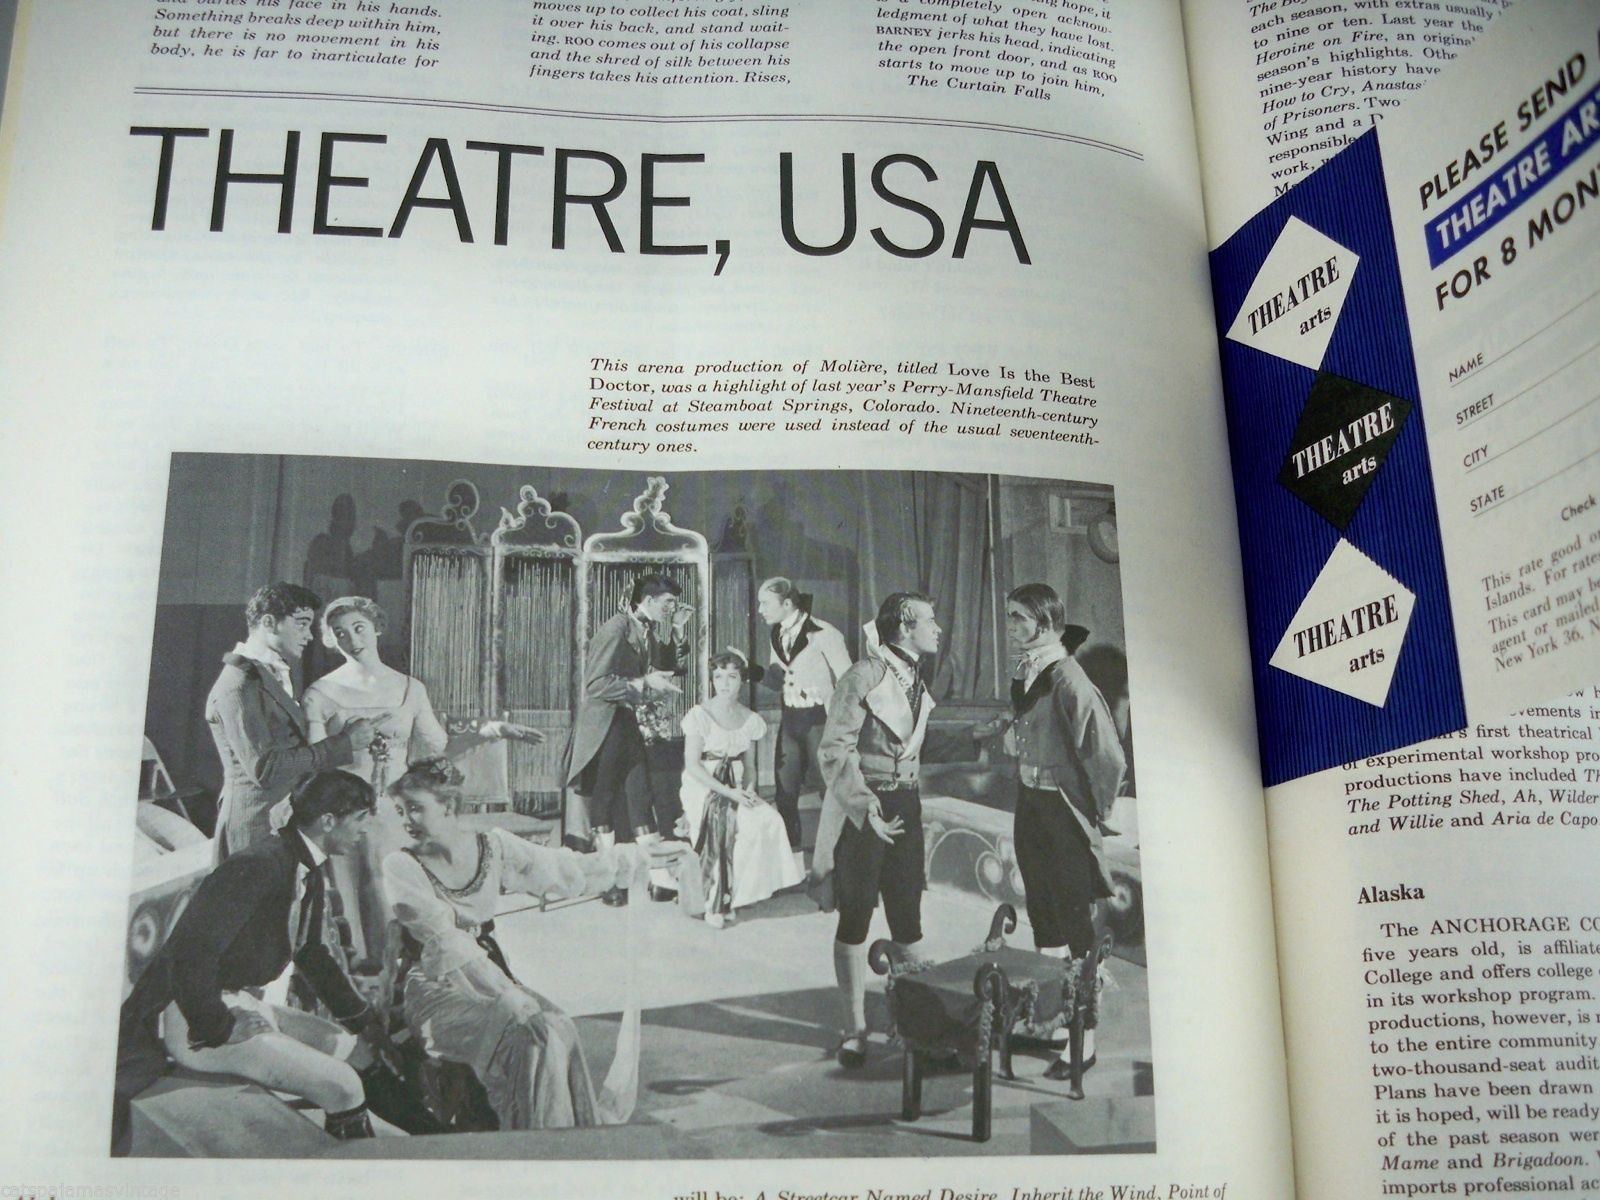 and buries his face in his hands.
Something breaks deep within him,
but there is no movement in his
body, he is far to inarticulate for
moves up to collect his coat, sling
it over his back, and stand wait-
ing. ROO comes out of his collapse
and the shred of silk between his
fingers takes his attention. Rises,
hope, it
is a completely open acknow-
ledgment of what they have lost.
BARNEY jerks his head, indicating
the open front door, and as ROO
starts to move up to join him,
The Curtain Falls
THEATRE, USA
This arena production of Molière, titled Love Is the Best
Doctor, was a highlight of last year's Perry-Mansfield Theatre
Festival at Steamboat Springs, Colorado. Nineteenth-century
French costumes were used instead of the usual seventeenth-
century ones.
will be: A Streetcar Named Desire, Inherit the Wind, Point of
each season, with extras usually
to nine or ten. Last year the
Heroine on Fire, an
season's highlights.
nine-year history have
How to Cry,
of Prisoners. Two
Wing and a
responsible
work,
THEATRE
arts
THEATRE
arts
THEATRE
arts
PLEASE SEND
THEATRE
FOR 8
NAME
STREET
CITY
STATE
Check
This rate good
Islands. For rates
This card may be
agent or mailed
New York 36,
first theatrical
experimental workshop
productions have included
The Potting Shed, Ah,
and Willie and Aria de Capo
Alaska
The ANCHORAGE
five years old, is
College and offers college
in its workshop program.
productions, however, is
to the entire community
two-thousand-seat
Plans have been drawn
it is hoped, will be ready
of the past season
Mame and Brigadoon.
imports professional
catspajamasvintage